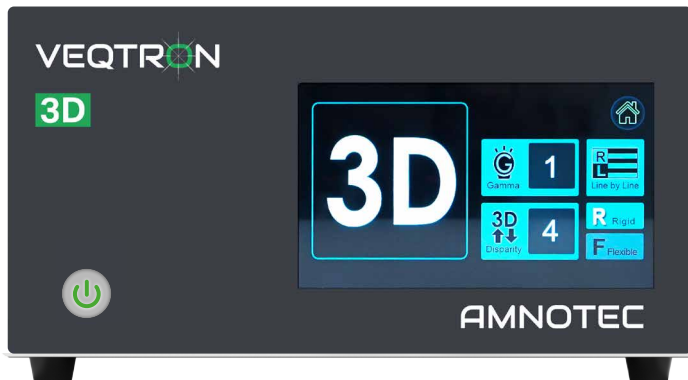 VEQTRON
3D
3D
G
1
Gamma
R
L
Line by Line
3D
4
Disparity
R Rigid
F Flexible
AMNOTEC